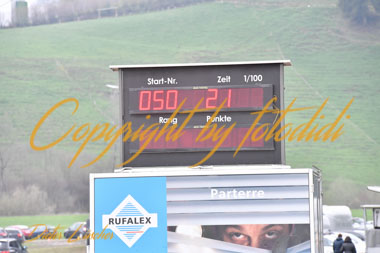 Start-Nr. Zeit 1/100
050 21
Rang Punkte
Copyright by fotodidi
Parterre
RUFALEX